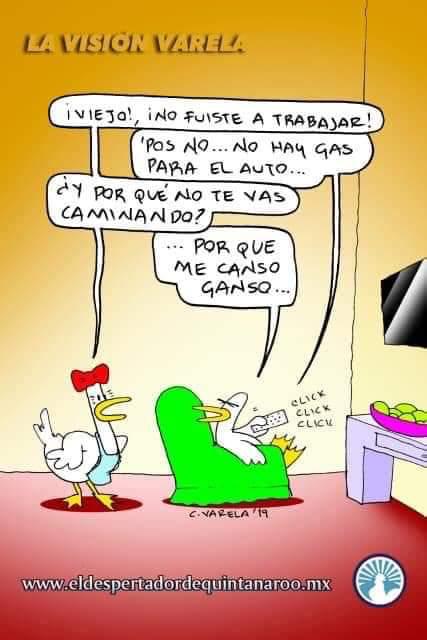 LA VISIÓN VARELA
¡VIEJO!, ¡NO FUISTE A TRABAJAR!
'POS NO... NO HAY GAS
PARA EL AUTO...
¿Y POR QUÉ NO TE VAS
CAMINANDO?
... POR QUE
ME CANSO
GANSO...
CLICK
CLICK
CLICK
C. VARELA '19
www.eldespertadordequintanaroo.mx